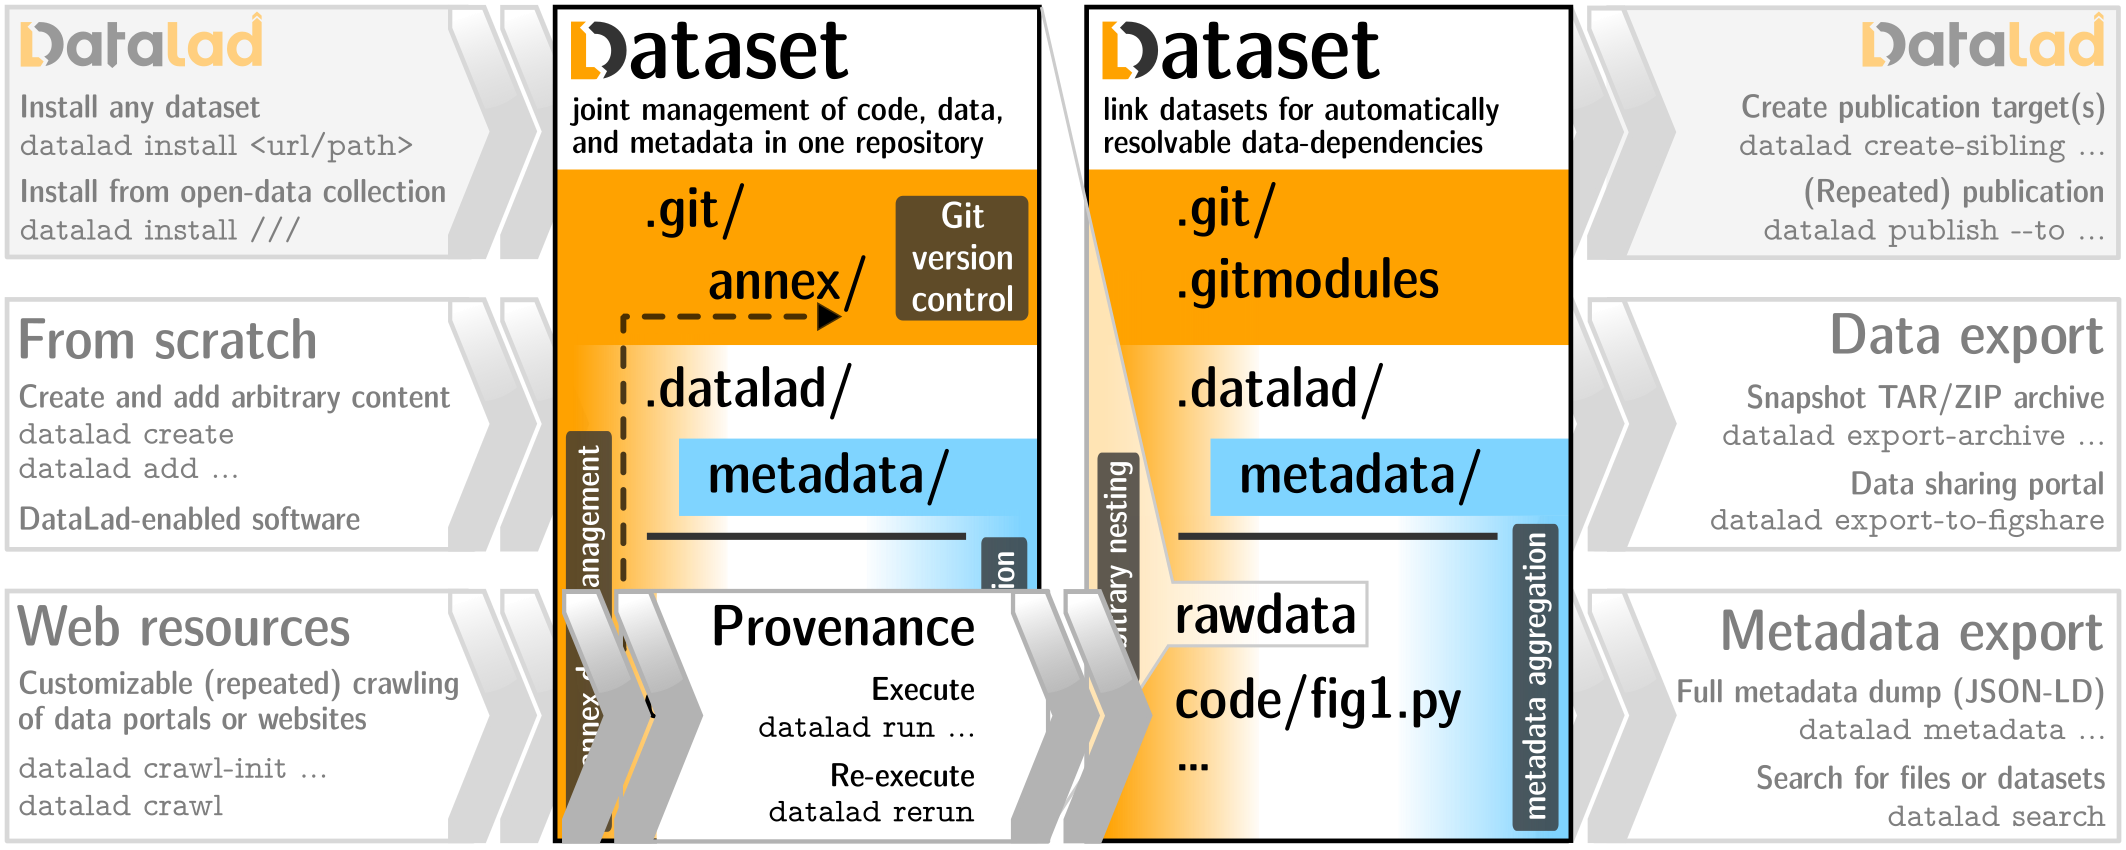 Datalad
Install any dataset
datalad install <url/path>
Install from open-data collection
datalad install ///
From scratch
Create and add arbitrary content
datalad create
datalad add ...
DataLad-enabled software
Web resources
Customizable (repeated) crawling
of data portals or websites
datalad crawl-init ...
datalad crawl
Dataset
joint management of code, data,
and metadata in one repository
.git/
annex/
Git
version
control
.datalad/
metadata/
annex
Provenance
Execute
datalad run ...
Re-execute
datalad rerun
Dataset
link datasets for automatically
resolvable data-dependencies
.git/
.gitmodules
.datalad/
metadata/
nesting
rawdata
code/fig1.py
...
metadata aggregation
Datalad
Create publication target(s)
datalad create-sibling ...
(Repeated) publication
datalad publish --to ...
Data export
Snapshot TAR/ZIP archive
datalad export-archive ...
Data sharing portal
datalad export-to-figshare
Metadata export
Full metadata dump (JSON-LD)
datalad metadata ...
Search for files or datasets
datalad search